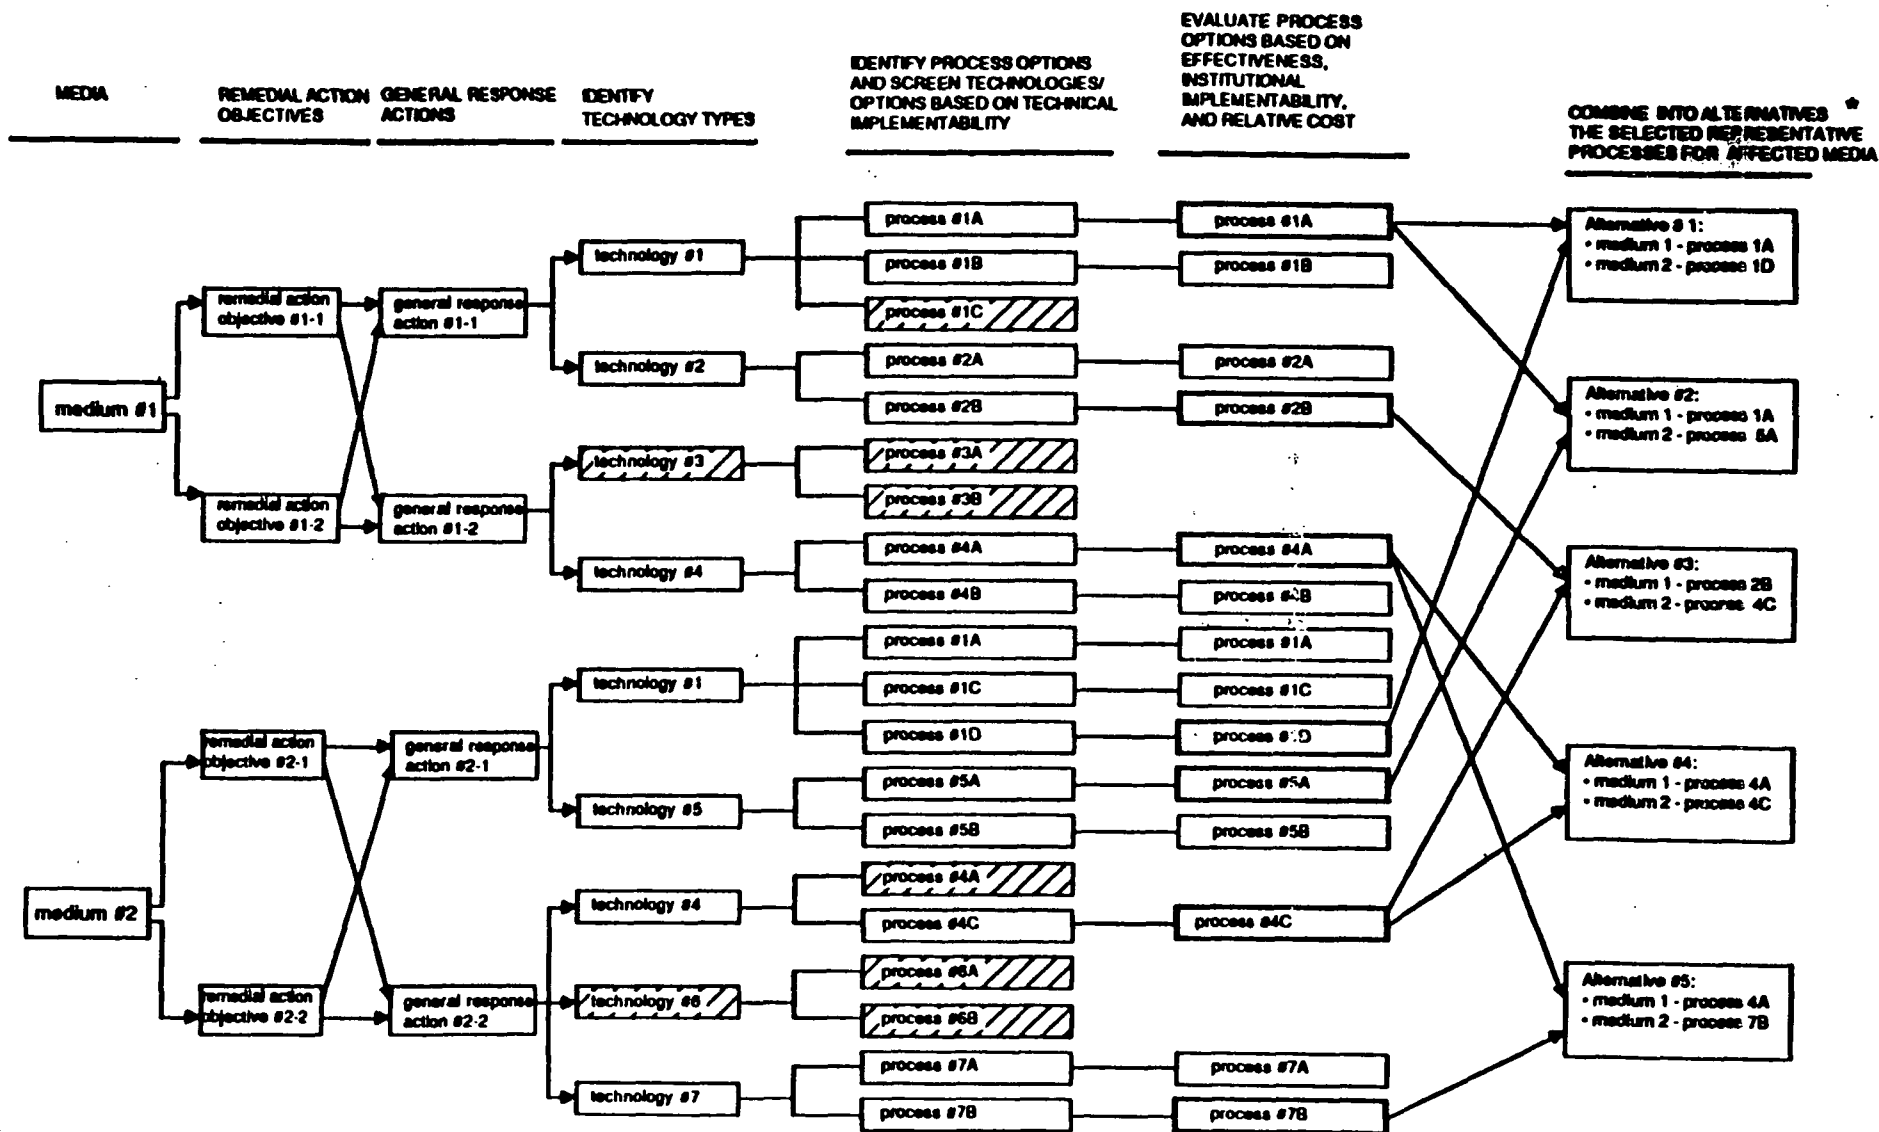 MEDIA
REMEDIAL ACTION
OBJECTIVES
GENERAL RESPONSE
ACTIONS
IDENTIFY
TECHNOLOGY TYPES
IDENTIFY PROCESS OPTIONS
AND SCREEN TECHNOLOGIES/
OPTIONS BASED ON TECHNICAL
IMPLEMENTABILITY
EVALUATE PROCESS
OPTIONS BASED ON
EFFECTIVENESS,
INSTITUTIONAL
IMPLEMENTABILITY,
AND RELATIVE COST
COMBINE INTO ALTERNATIVES *
THE SELECTED REPRESENTATIVE
PROCESSES FOR AFFECTED MEDIA
medium #1
medium #2
remedial action
objective #1-1
remedial action
objective #1-2
remedial action
objective #2-1
remedial action
objective #2-2
general response
action #1-1
general response
action #1-2
general response
action #2-1
general response
action #2-2
technology #1
technology #2
technology #3
technology #4
technology #1
technology #5
technology #4
technology #6
technology #7
process #1A
process #1B
process #1C
process #2A
process #2B
process #3A
process #3B
process #4A
process #4B
process #1A
process #1C
process #1D
process #5A
process #5B
process #4A
process #4C
process #6A
process #6B
process #7A
process #7B
process #1A
process #1B
process #2A
process #2B
process #4A
process #4B
process #1A
process #1C
process #1D
process #5A
process #5B
process #4C
process #7A
process #7B
Alternative #1:
• medium 1 - process 1A
• medium 2 - process 1D
Alternative #2:
• medium 1 - process 1A
• medium 2 - process 5A
Alternative #3:
• medium 1 - process 2B
• medium 2 - process 4C
Alternative #4:
• medium 1 - process 4A
• medium 2 - process 4C
Alternative #5:
• medium 1 - process 4A
• medium 2 - process 7B